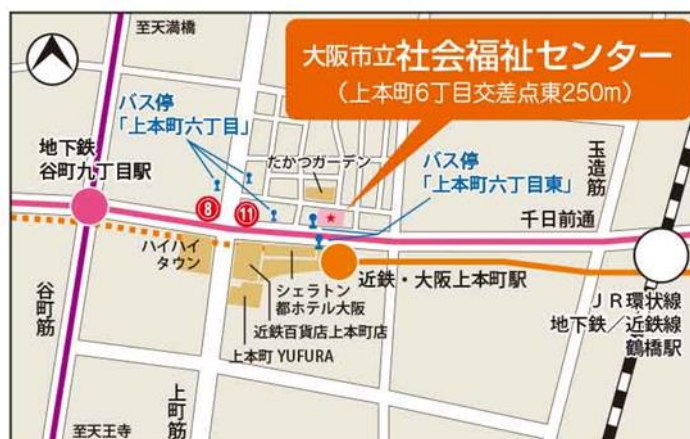 至天満橋
大阪市立社会福祉センター
(上本町6丁目交差点東250m)
バス停
「上本町六丁目」
地下鉄
谷町九丁目駅
たかつガーデン
バス停
「上本町六丁目東」
玉造筋
8
11
千日前通
ハイハイ
タウン
シェラトン
都ホテル大阪
近鉄・大阪上本町駅
近鉄百貨店上本町店
上本町 YUFURA
谷町筋
上町筋
至天王寺
JR環状線
地下鉄/近鉄線
鶴橋駅